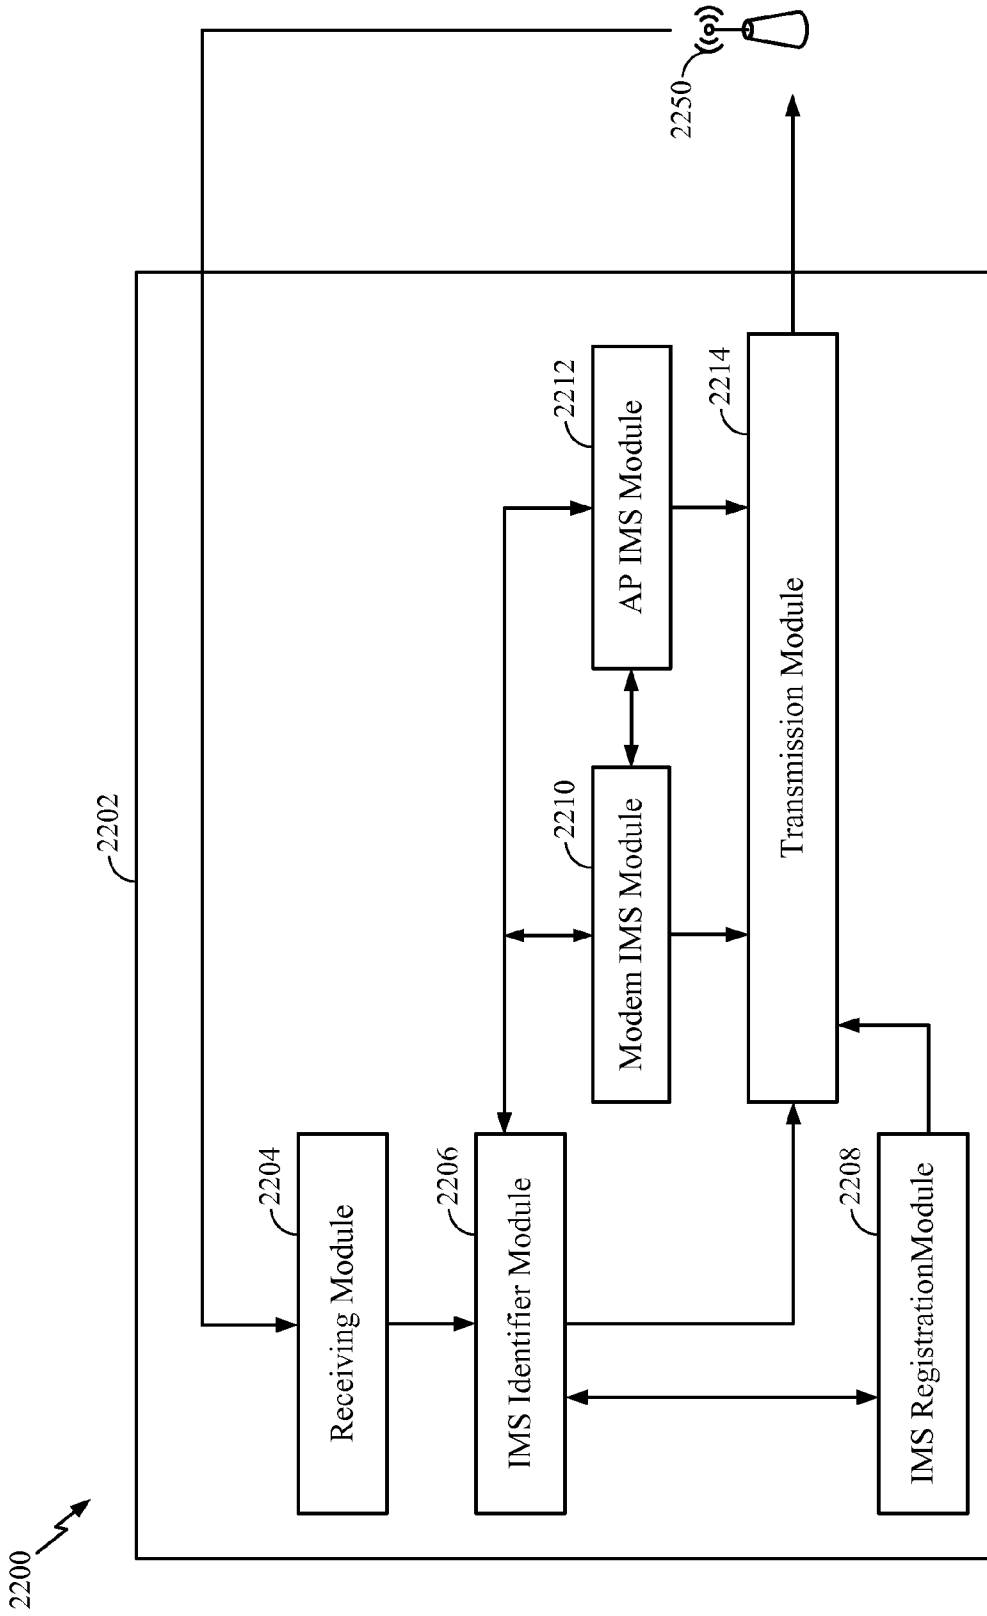 2200
2202
2204
Receiving Module
2206
IMS Identifier Module
2208
IMS RegistrationModule
2210
Modem IMS Module
2212
AP IMS Module
2214
Transmission Module
2250